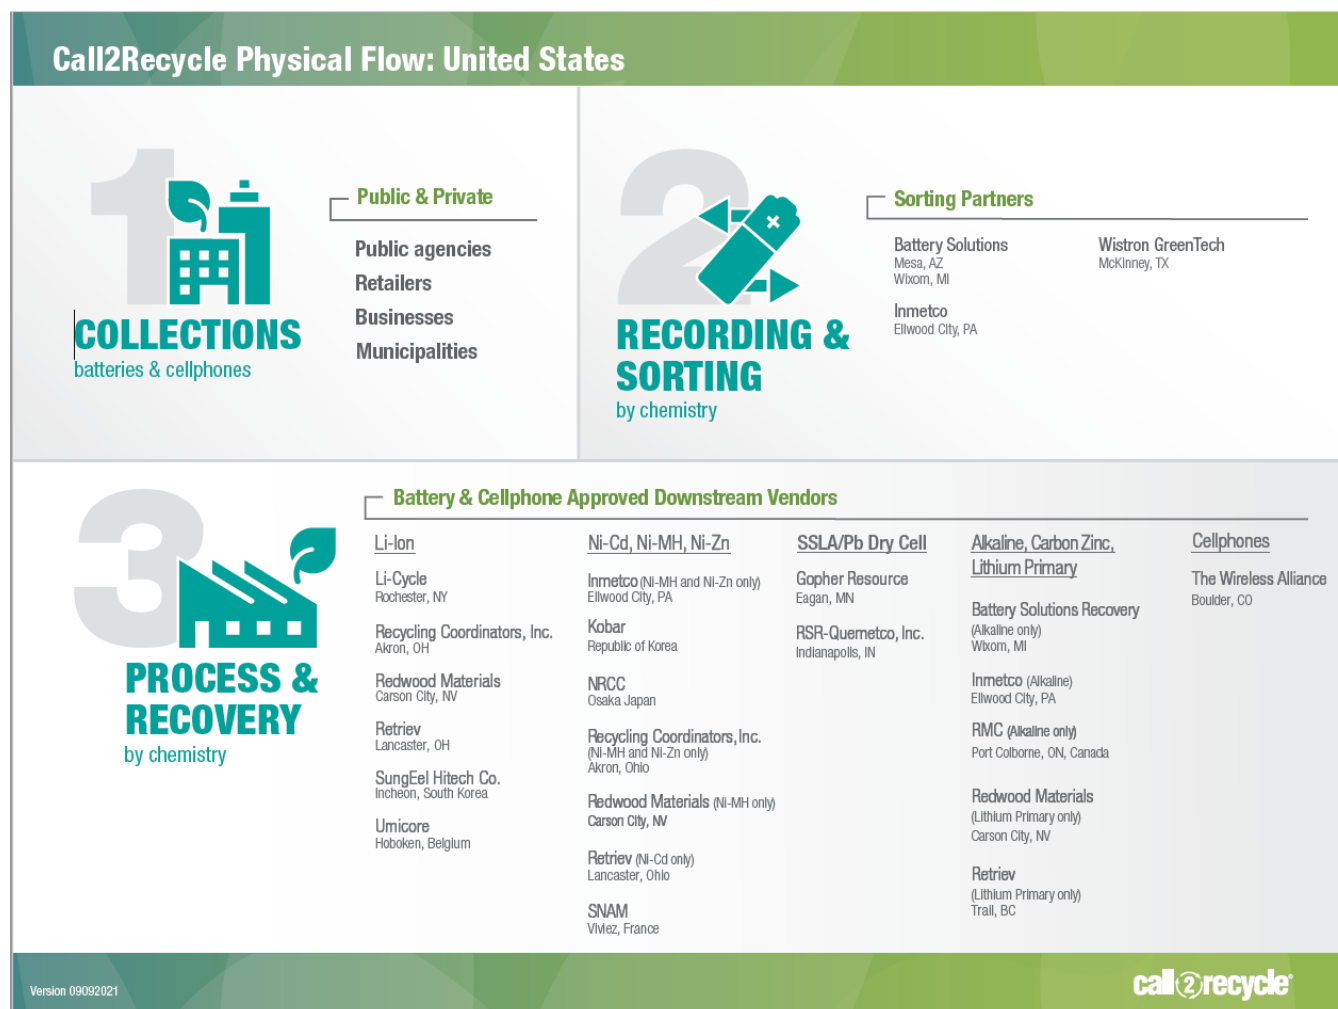 Call2Recycle Physical Flow: United States
1
COLLECTIONS
batteries & cellphones
Public & Private
Public agencies
Retailers
Businesses
Municipalities
2
RECORDING &
SORTING
by chemistry
Sorting Partners
Battery Solutions
Mesa, AZ
Wixom, MI
Inmetco
Ellwood City, PA
Wistron GreenTech
McKinney, TX
3
PROCESS &
RECOVERY
by chemistry
Battery & Cellphone Approved Downstream Vendors
Li-Ion
Li-Cycle
Rochester, NY
Recycling Coordinators, Inc.
Akron, OH
Redwood Materials
Carson City, NV
Retriev
Lancaster, OH
SungEel Hitech Co.
Incheon, South Korea
Umicore
Hoboken, Belgium
Ni-Cd, Ni-MH, Ni-Zn
Inmetco (Ni-MH and Ni-Zn only)
Ellwood City, PA
Kobar
Republic of Korea
NRCC
Osaka Japan
Recycling Coordinators, Inc.
(Ni-MH and Ni-Zn only)
Akron, Ohio
Redwood Materials (Ni-MH only)
Carson City, NV
Retriev (Ni-Cd only)
Lancaster, Ohio
SNAM
Viviez, France
SSLA/Pb Dry Cell
Gopher Resource
Eagan, MN
RSR-Quemetco, Inc.
Indianapolis, IN
Alkaline, Carbon Zinc,
Lithium Primary
Battery Solutions Recovery
(Alkaline only)
Wixom, MI
Inmetco (Alkaline)
Ellwood City, PA
RMC (Alkaline only)
Port Colborne, ON, Canada
Redwood Materials
(Lithium Primary only)
Carson City, NV
Retriev
(Lithium Primary only)
Trail, BC
Cellphones
The Wireless Alliance
Boulder, CO
Version 09092021
call2recycle®